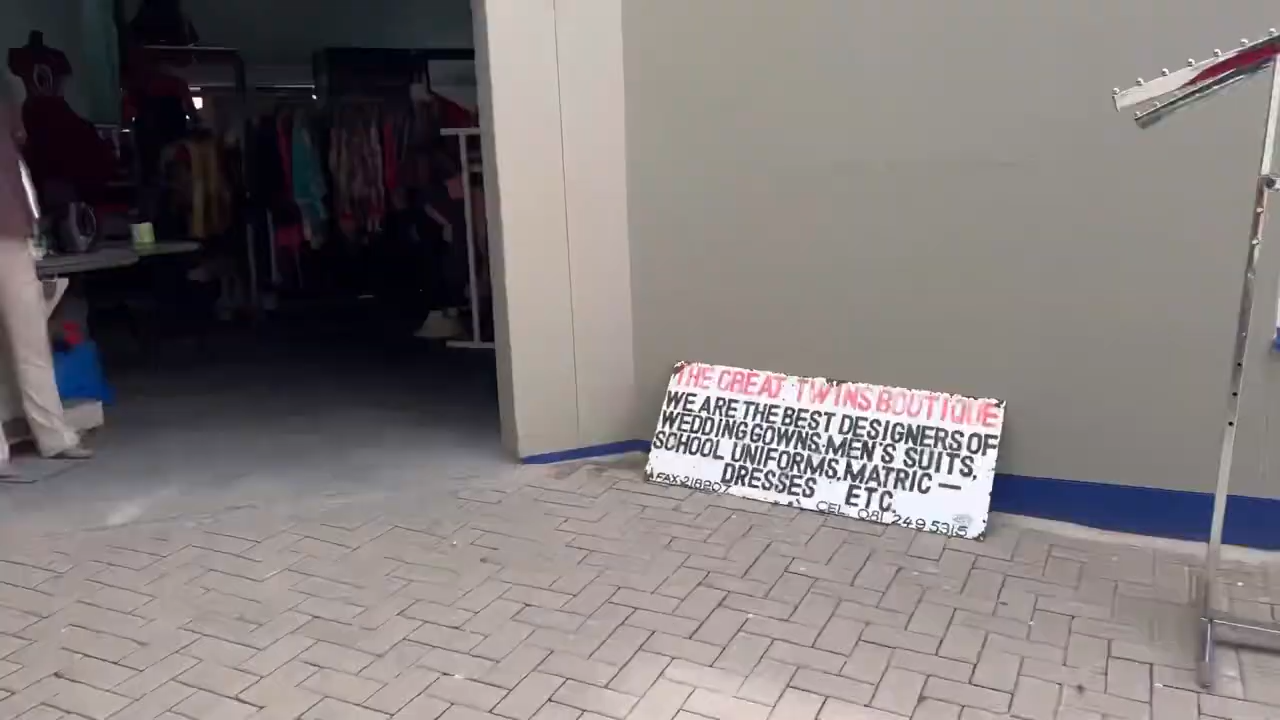 THE GREAT TWINS BOUTIQUE
WE ARE THE BEST DESIGNERS OF
WEDDING GOWNS, MEN'S SUITS,
SCHOOL UNIFORMS, MATRIC —
DRESSES ETC.
FAX 218207
CEL: 081 249 5315